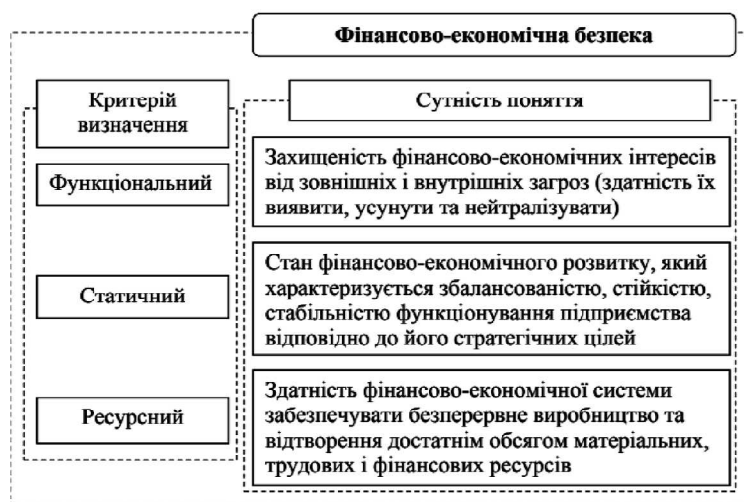 Фінансово-економічна безпека
Критерій
визначення
Сутність поняття
Функціональний
Захищеність фінансово-економічних інтересів
від зовнішніх і внутрішніх загроз (здатність їх
виявити, усунути та нейтралізувати)
Статичний
Стан фінансово-економічного розвитку, який
характеризується збалансованістю, стійкістю,
стабільністю функціонування підприємства
відповідно до його стратегічних цілей
Ресурсний
Здатність фінансово-економічної системи
забезпечувати безперервне виробництво та
відтворення достатнім обсягом матеріальних,
трудових і фінансових ресурсів